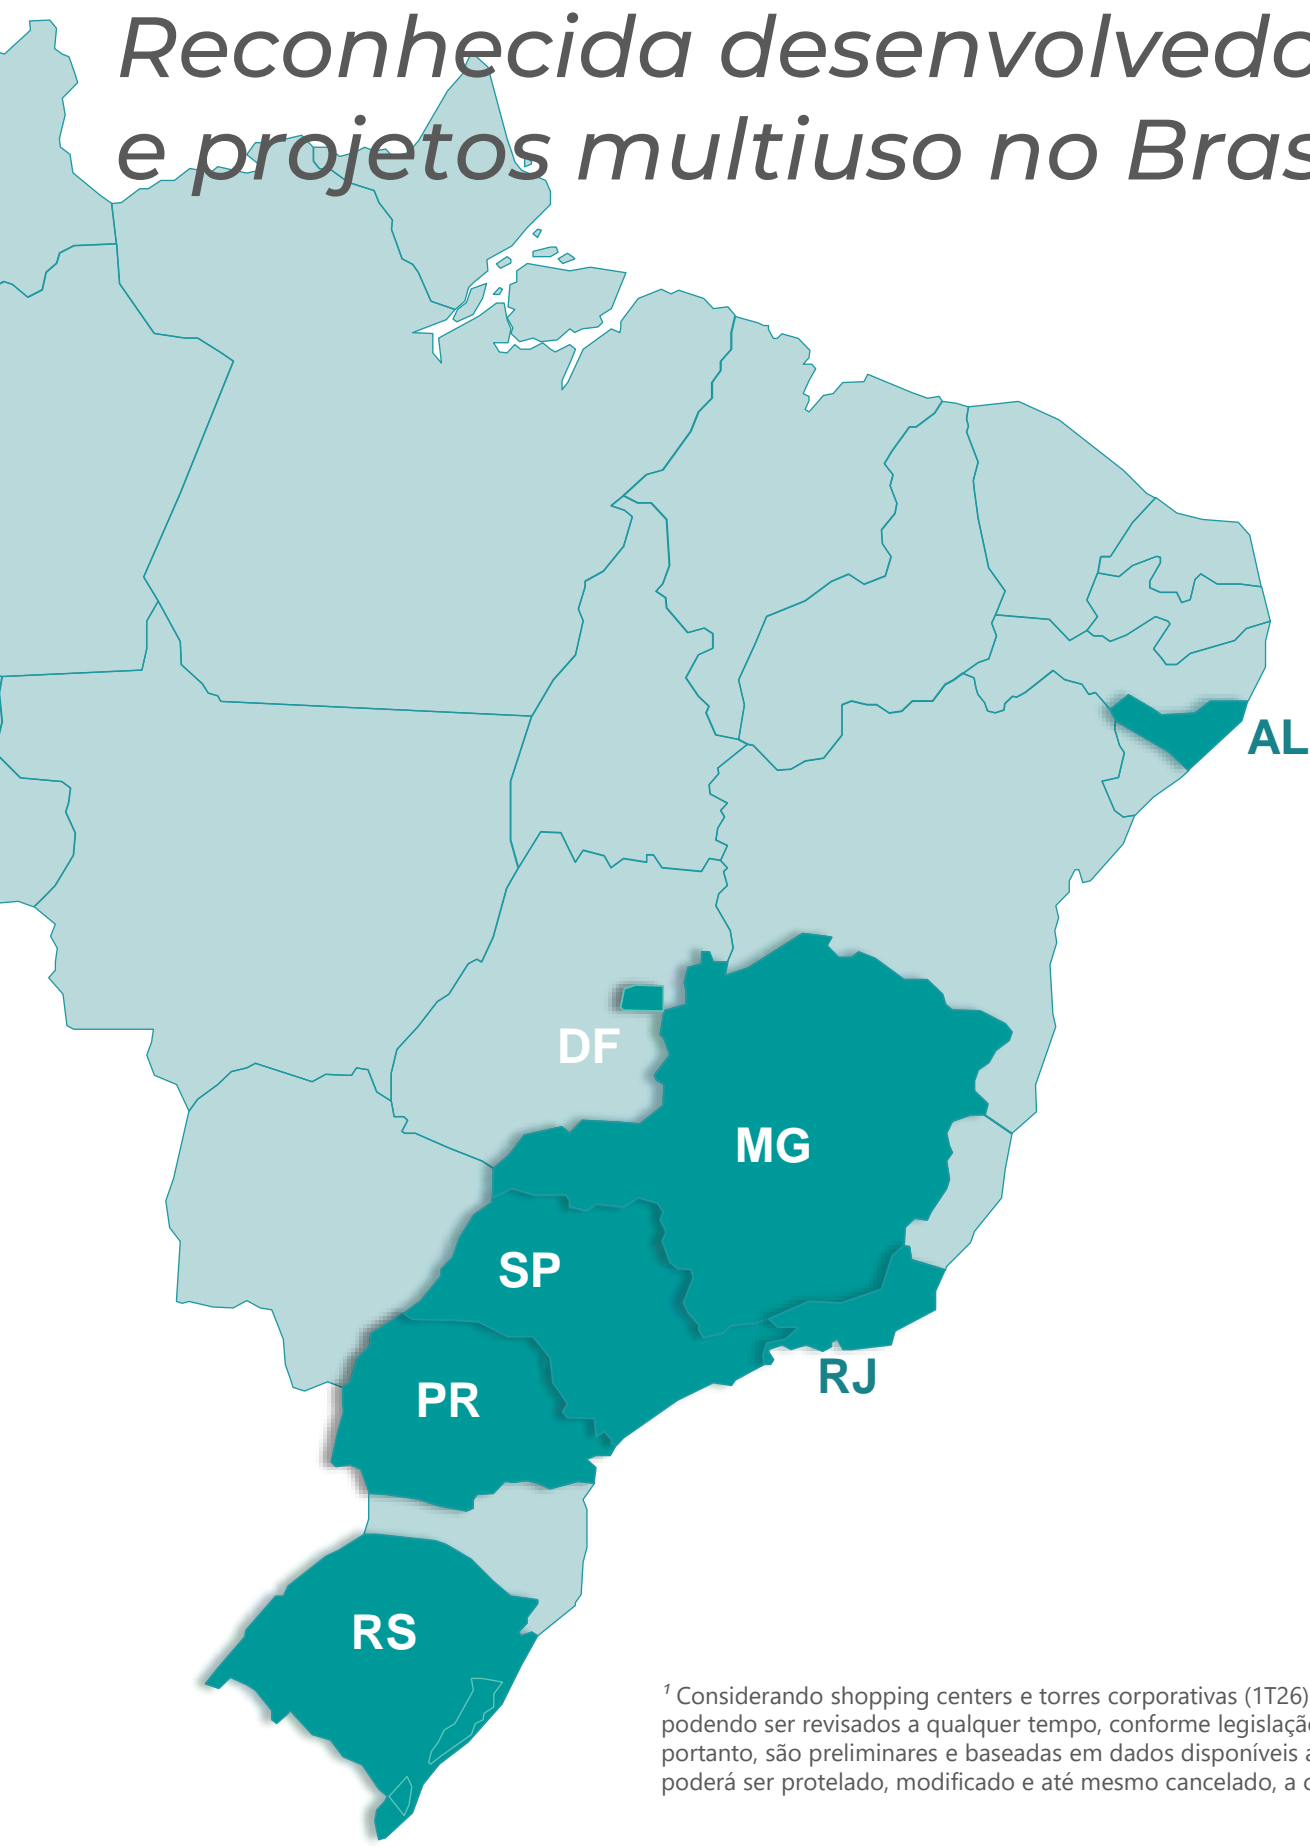 Reconhecida desenvolvedo
e projetos multiuso no Bras
AL
DF
MG
SP
RJ
PR
RS
¹ Considerando shopping centers e torres corporativas (1T26)
podendo ser revisados a qualquer tempo, conforme legislação
portanto, são preliminares e baseadas em dados disponíveis a
poderá ser protelado, modificado e até mesmo cancelado, a c